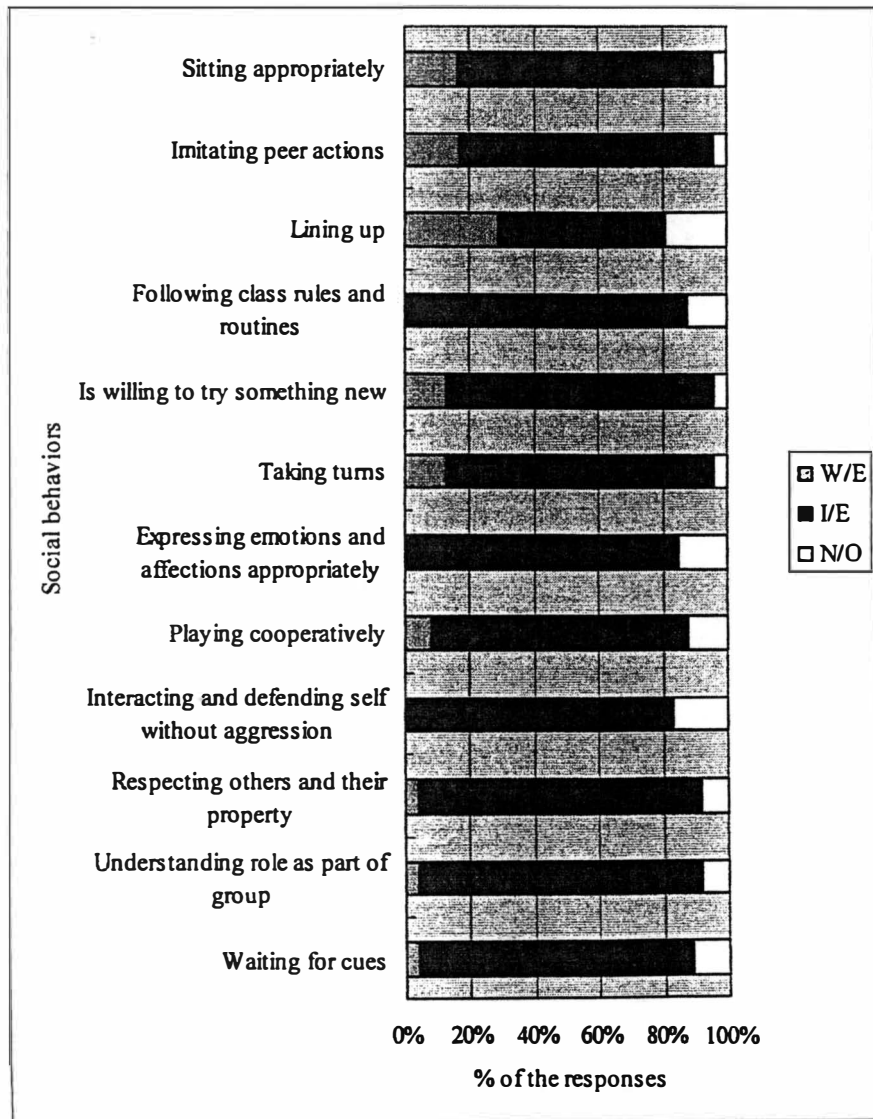 Sitting appropriately
Imitating peer actions
Lining up
Following class rules and
routines
Is willing to try something new
Taking turns
Expressing emotions and
affections appropriately
Playing cooperatively
Interacting and defending self
without aggression
Respecting others and their
property
Understanding role as part of
group
Waiting for cues
Social behaviors
0% 20% 40% 60% 80% 100%
% of the responses
W/E
I/E
N/O